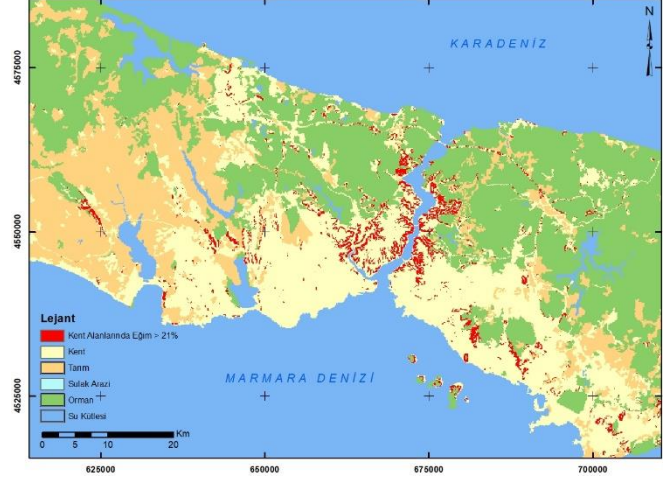 N
KARADENİZ
4575000
4550000
4525000
MARMARA DENİZİ
Lejant
Kent Alanlarında Eğim > 21%
Kent
Tarım
Sulak Arazi
Orman
Su Kütlesi
Km
0 5 10 20
625000 650000 675000 700000